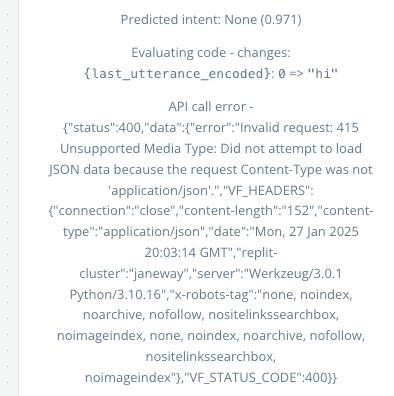 Predicted intent: None (0.971)
Evaluating code - changes:
{last_utterance_encoded}: 0 => "hi"
API call error -
{"status":400,"data":{"error":"Invalid request: 415
Unsupported Media Type: Did not attempt to load
JSON data because the request Content-Type was not
'application/json'.","VF_HEADERS":
{"connection":"close","content-length":"152","content-
type":"application/json","date":"Mon, 27 Jan 2025
20:03:14 GMT","replit-
cluster":"janeway","server":"Werkzeug/3.0.1
Python/3.10.16","x-robots-tag":"none, noindex,
noarchive, nofollow, nositelinkssearchbox,
noimageindex, none, noindex, noarchive, nofollow,
nositelinkssearchbox,
noimageindex"},"VF_STATUS_CODE":400}}